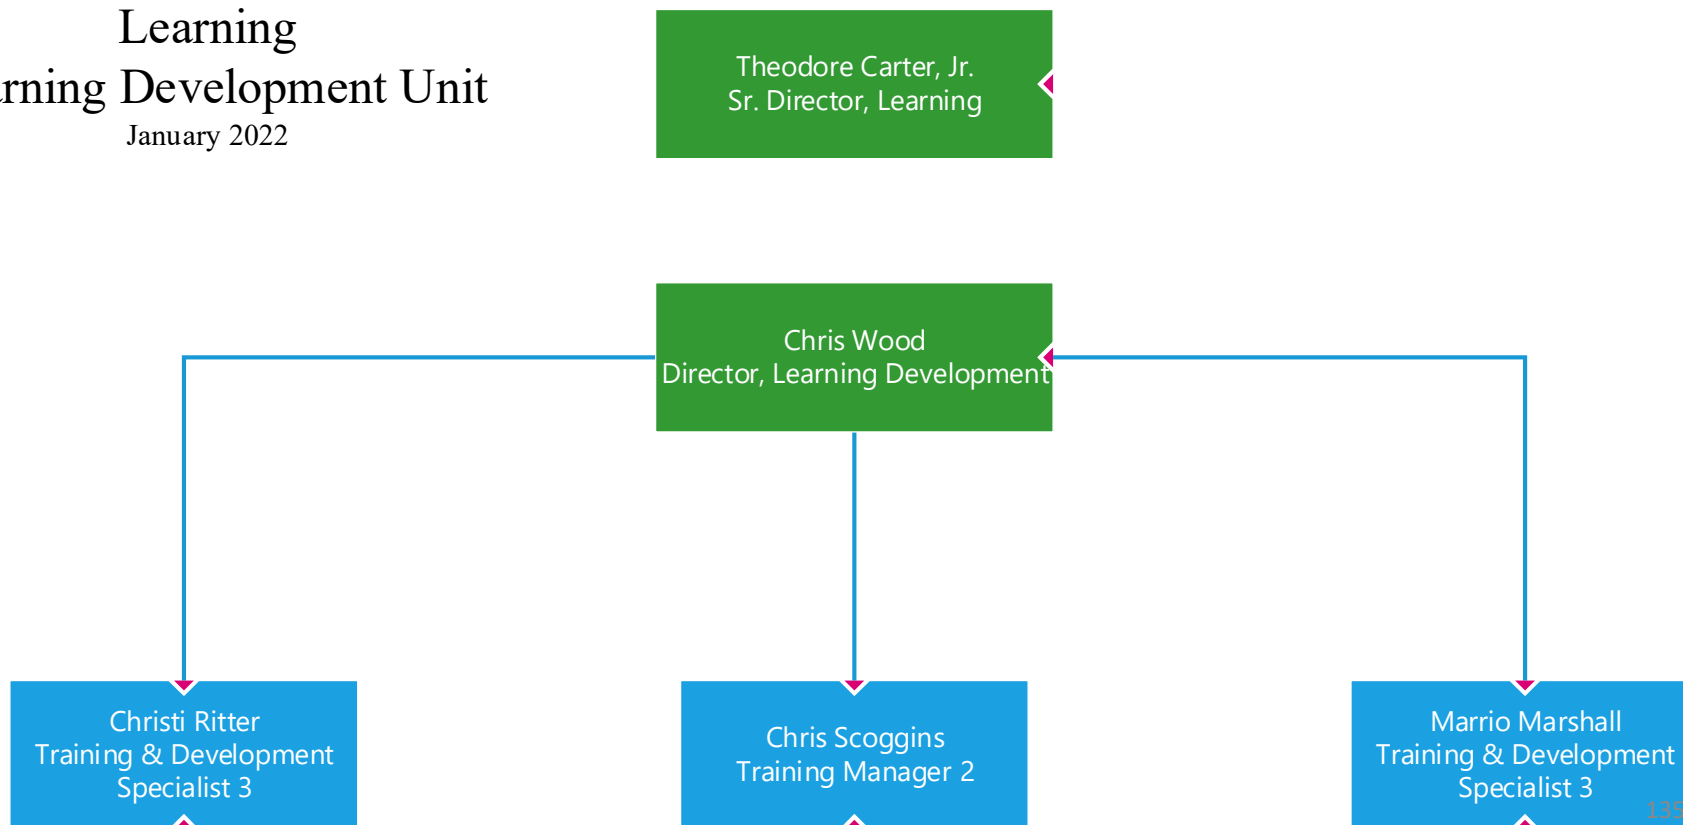 Learning
rning Development Unit
January 2022
Theodore Carter, Jr.
Sr. Director, Learning
Chris Wood
Director, Learning Development
Christi Ritter
Training & Development
Specialist 3
Chris Scoggins
Training Manager 2
Marrio Marshall
Training & Development
Specialist 3
135